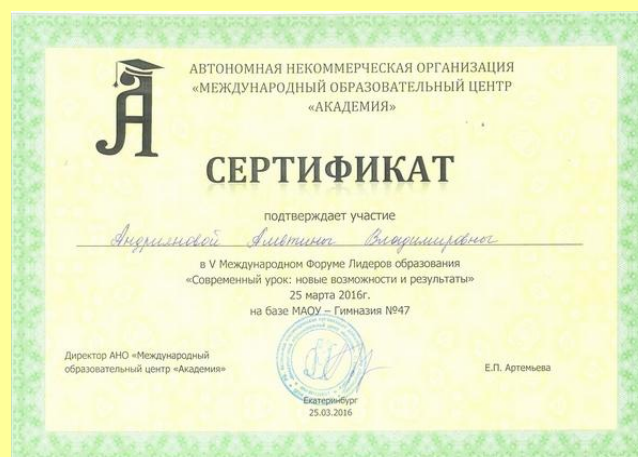 АВТОНОМНАЯ НЕКОММЕРЧЕСКАЯ ОРГАНИЗАЦИЯ
«МЕЖДУНАРОДНЫЙ ОБРАЗОВАТЕЛЬНЫЙ ЦЕНТР
«АКАДЕМИЯ»
СЕРТИФИКАТ
подтверждает участие
Андрияновой Алевтины Владимировны
в V Международном Форуме Лидеров образования
«Современный урок: новые возможности и результаты»
25 марта 2016г.
на базе МАОУ – Гимназия №47
Директор АНО «Международный
образовательный центр «Академия»
Е.П. Артемьева
Екатеринбург
25.03.2016